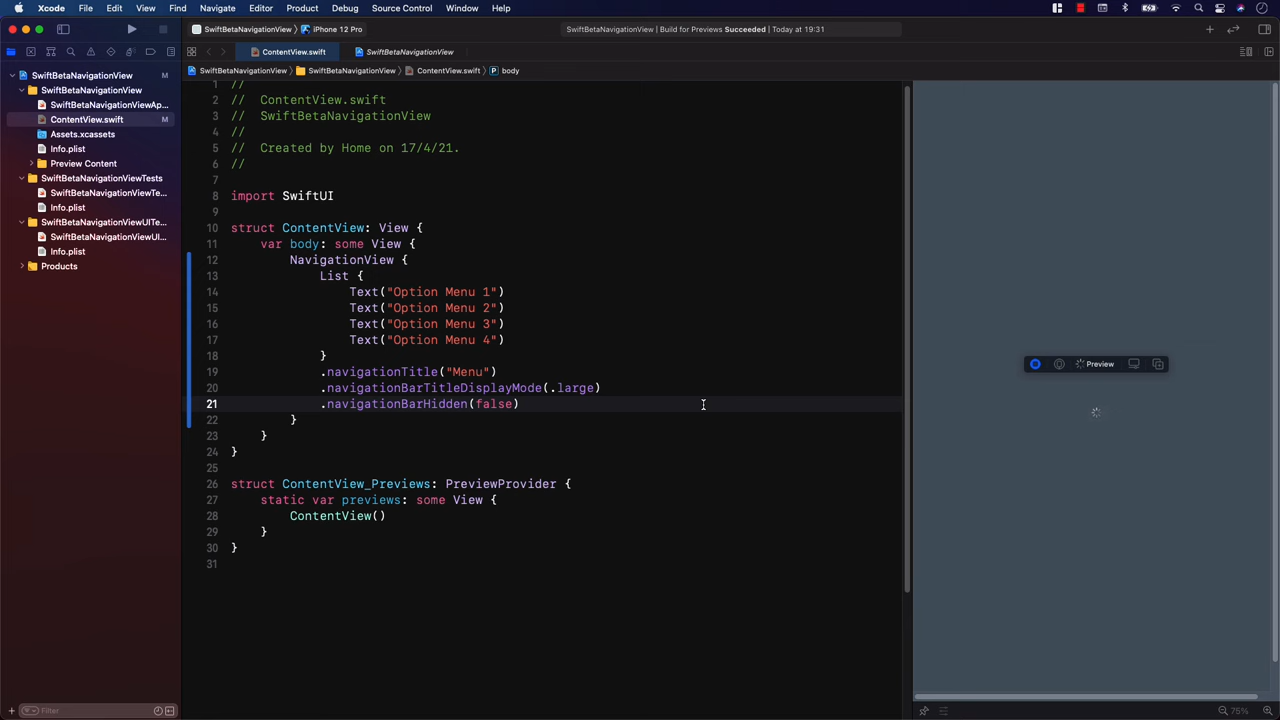 Xcode File Edit View Find Navigate Editor Product Debug Source Control Window Help
SwiftBetaNavigationView iPhone 12 Pro SwiftBetaNavigationView | Build for Previews Succeeded | Today at 19:31
ContentView.swift SwiftBetaNavigationView
SwiftBetaNavigationView SwiftBetaNavigationView ContentView.swift P body
SwiftBetaNavigationView M
SwiftBetaNavigationView
SwiftBetaNavigationViewAp...
ContentView.swift M
Assets.xcassets
Info.plist
Preview Content
SwiftBetaNavigationViewTests
SwiftBetaNavigationViewTe...
Info.plist
SwiftBetaNavigationViewUITe...
SwiftBetaNavigationViewUI...
Info.plist
Products
Filter
1 //
2 // ContentView.swift
3 // SwiftBetaNavigationView
4 //
5 // Created by Home on 17/4/21.
6 //
7
8 import SwiftUI
9
10 struct ContentView: View {
11 var body: some View {
12 NavigationView {
13 List {
14 Text("Option Menu 1")
15 Text("Option Menu 2")
16 Text("Option Menu 3")
17 Text("Option Menu 4")
18 }
19 .navigationTitle("Menu")
20 .navigationBarTitleDisplayMode(.large)
21 .navigationBarHidden(false)
22 }
23 }
24 }
25
26 struct ContentView_Previews: PreviewProvider {
27 static var previews: some View {
28 ContentView()
29 }
30 }
31
Preview
75%